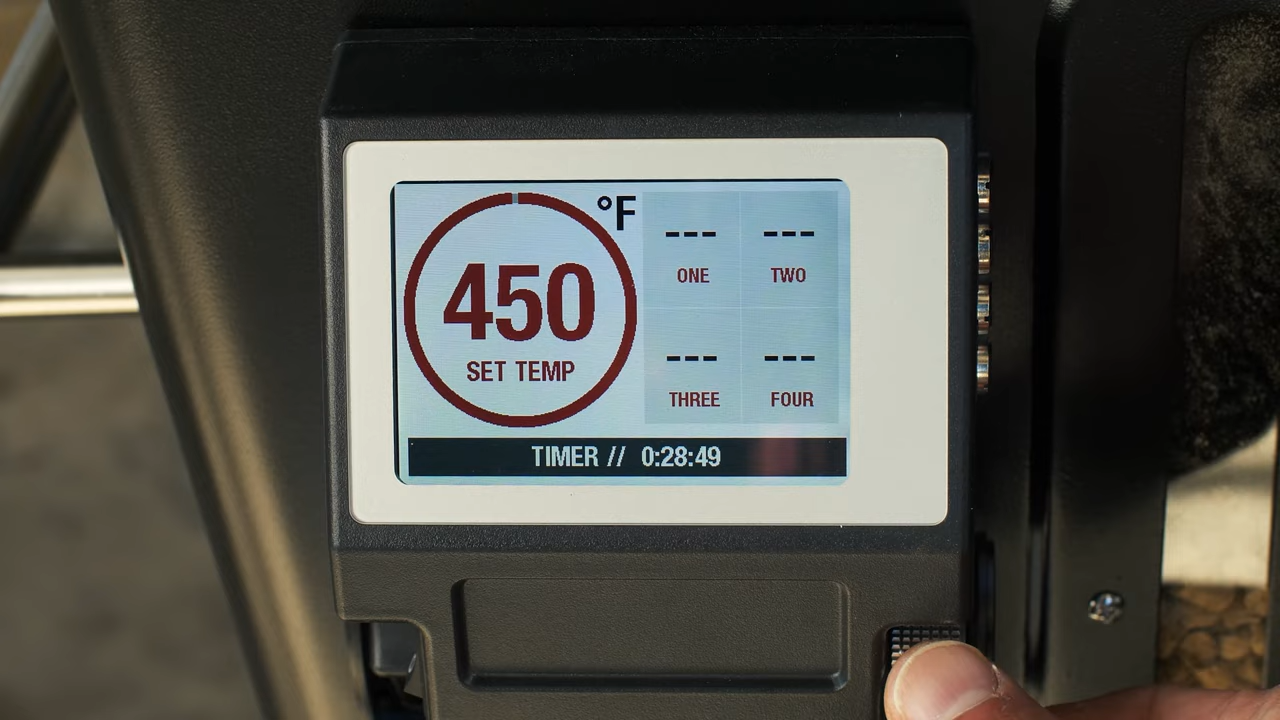 °F
450
SET TEMP
--- ---
ONE TWO
--- ---
THREE FOUR
TIMER // 0:28:49